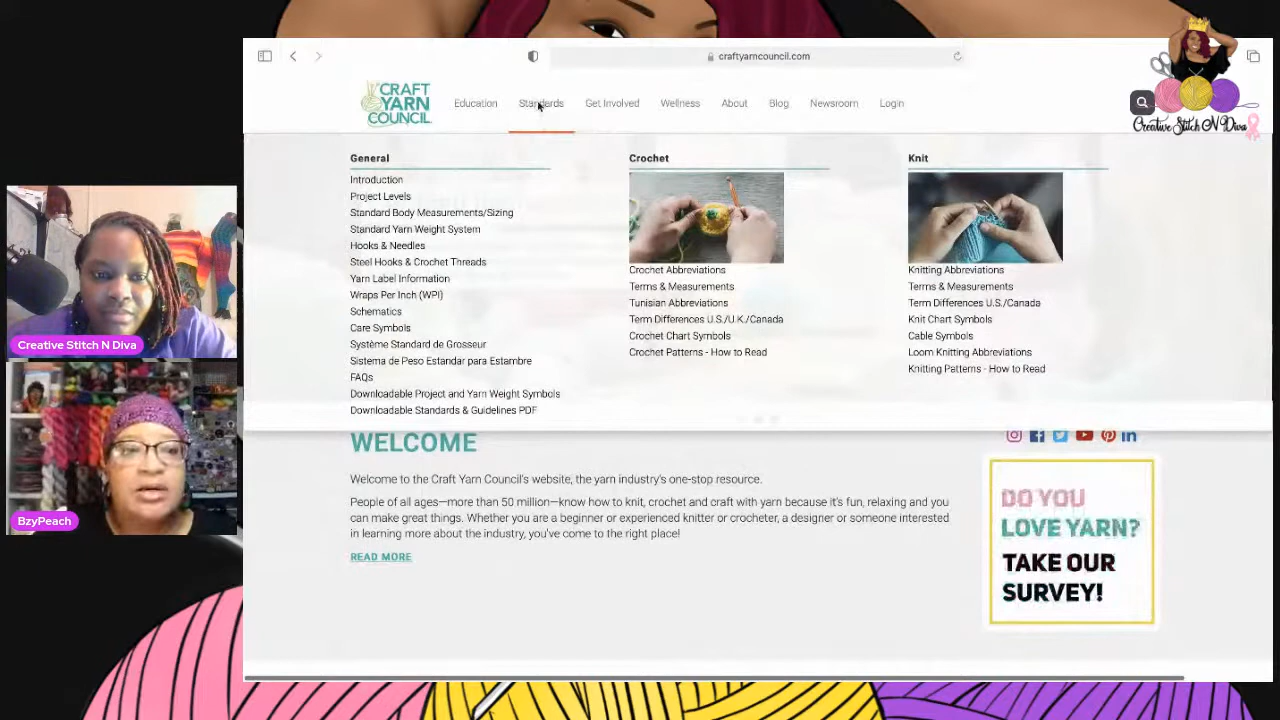 craftyarncouncil.com
CRAFT
YARN
COUNCIL
Education
Standards
Get Involved
Wellness
About
Blog
Newsroom
Login
Creative Stitch N Diva
General
Introduction
Project Levels
Standard Body Measurements/Sizing
Standard Yarn Weight System
Hooks & Needles
Steel Hooks & Crochet Threads
Yarn Label Information
Wraps Per Inch (WPI)
Schematics
Care Symbols
Système Standard de Grosseur
Sistema de Peso Estandar para Estambre
FAQs
Downloadable Project and Yarn Weight Symbols
Downloadable Standards & Guidelines PDF
Crochet
Crochet Abbreviations
Terms & Measurements
Tunisian Abbreviations
Term Differences U.S./U.K./Canada
Crochet Chart Symbols
Crochet Patterns - How to Read
Knit
Knitting Abbreviations
Terms & Measurements
Term Differences U.S./Canada
Knit Chart Symbols
Cable Symbols
Loom Knitting Abbreviations
Knitting Patterns - How to Read
Creative Stitch N Diva
BzyPeach
WELCOME
Welcome to the Craft Yarn Council's website, the yarn industry's one-stop resource.
People of all ages—more than 50 million—know how to knit, crochet and craft with yarn because it's fun, relaxing and you
can make great things. Whether you are a beginner or experienced knitter or crocheter, a designer or someone interested
in learning more about the industry, you've come to the right place!
READ MORE
DO YOU
LOVE YARN?
TAKE OUR
SURVEY!